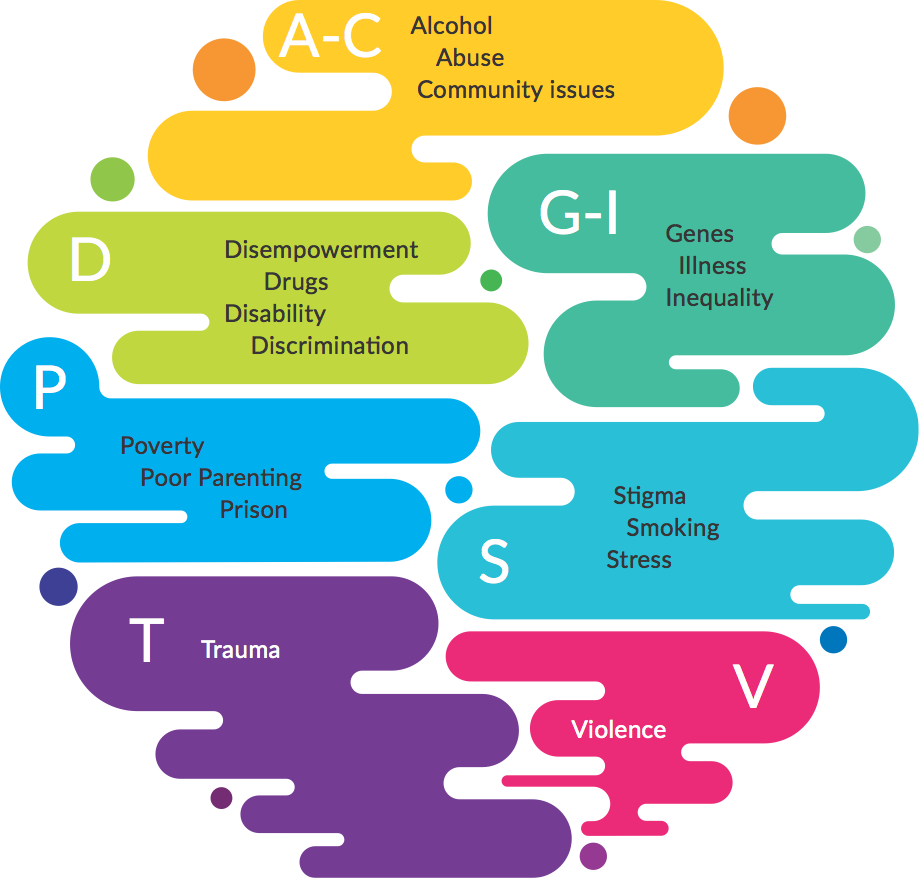 A-C
Alcohol
Abuse
Community issues
G-I
Genes
Illness
Inequality
D
Disempowerment
Drugs
Disability
Discrimination
P
Poverty
Poor Parenting
Prison
S
Stigma
Smoking
Stress
T
Trauma
V
Violence